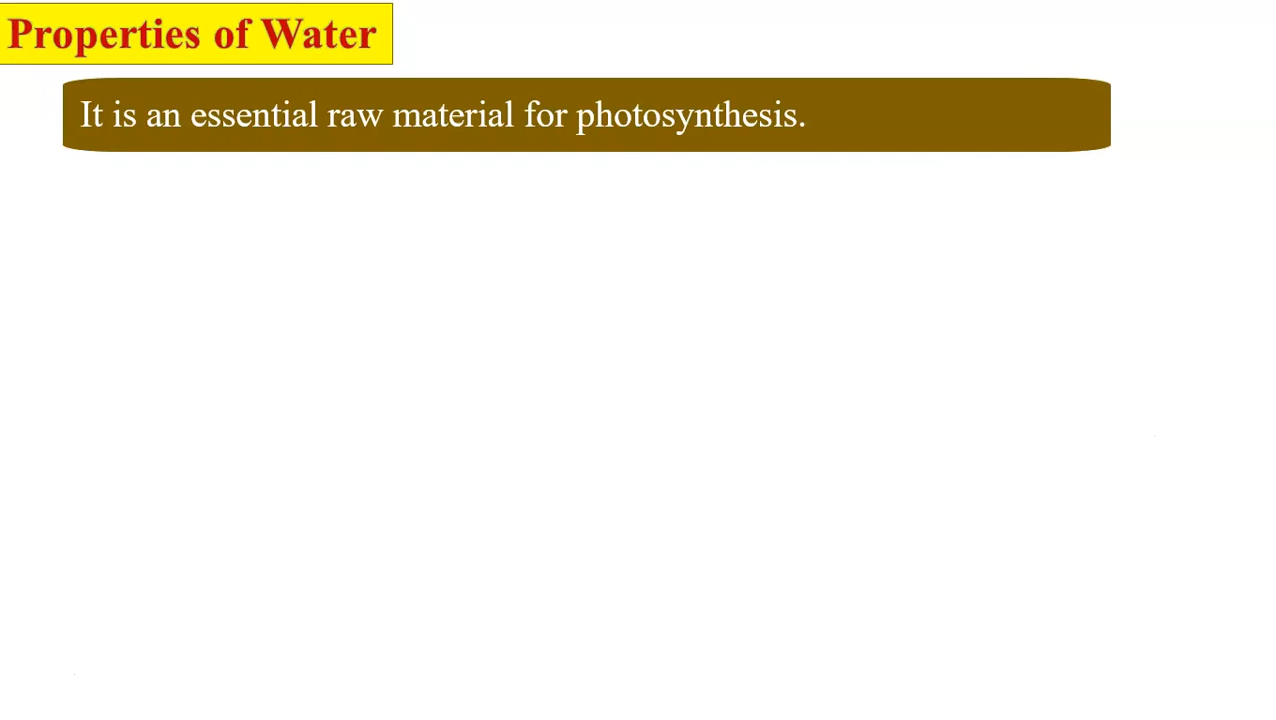 Properties of Water
It is an essential raw material for photosynthesis.